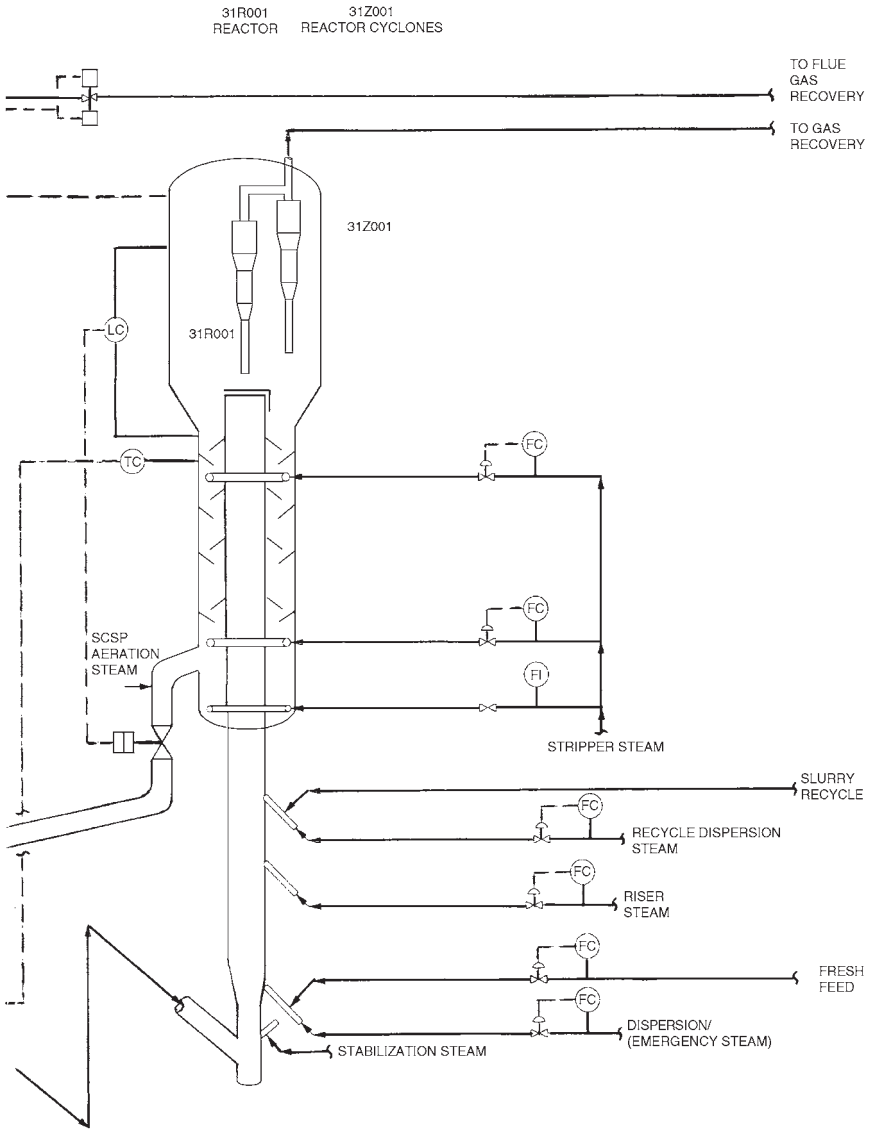 31R001
REACTOR
31Z001
REACTOR CYCLONES
TO FLUE
GAS
RECOVERY
TO GAS
RECOVERY
31Z001
31R001
LC
FC
TC
FC
SCSP
AERATION
STEAM
FI
STRIPPER STEAM
SLURRY
RECYCLE
FC
RECYCLE DISPERSION
STEAM
FC
RISER
STEAM
FC
FRESH
FEED
FC
DISPERSION/
(EMERGENCY STEAM)
STABILIZATION STEAM